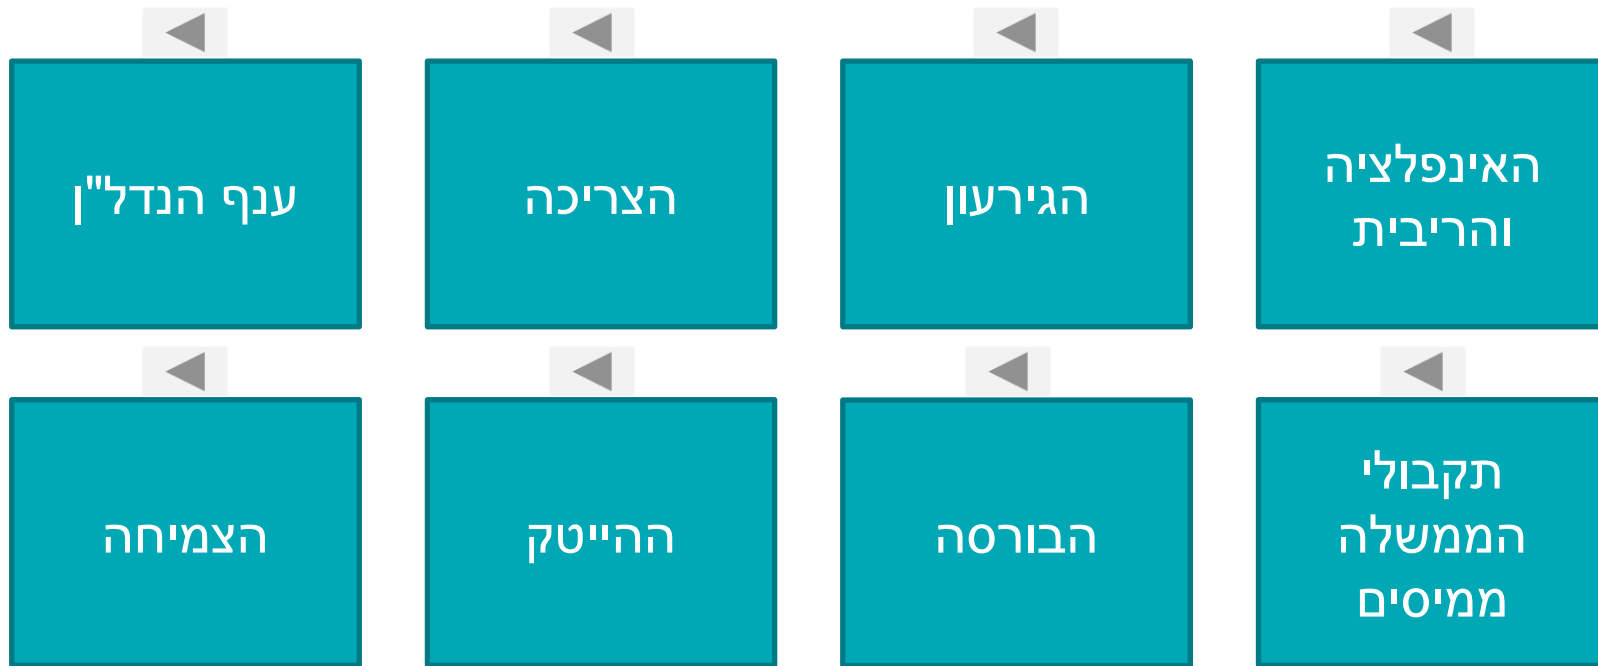 האינפלציה
והריבית
הגירעון
הצריכה
ענף הנדל"ן
תקבולי
הממשלה
ממיסים
הבורסה
ההייטק
הצמיחה